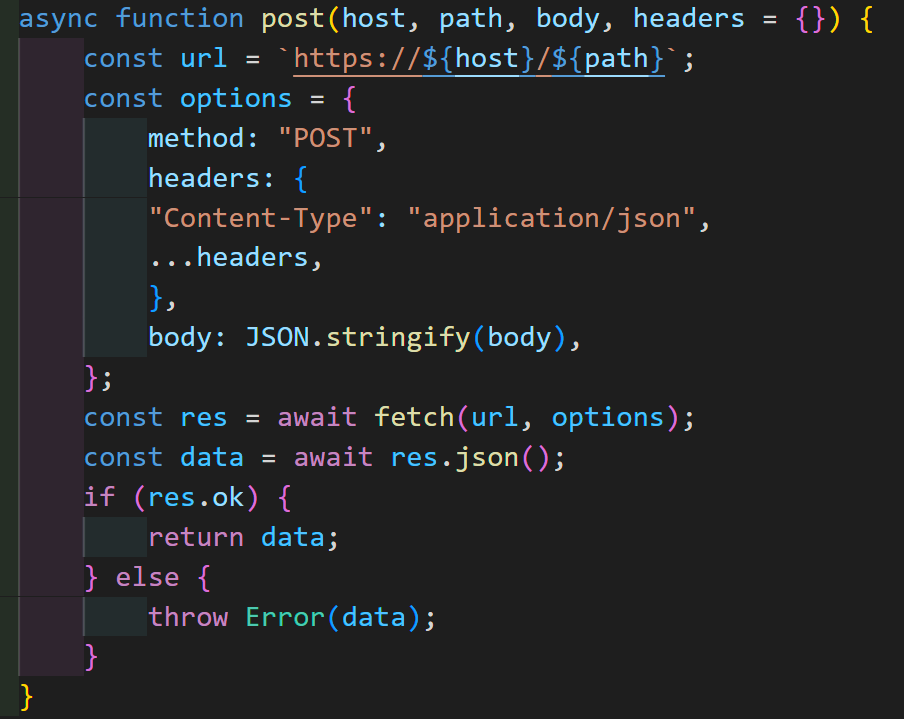 async function post(host, path, body, headers = {}) {
    const url = `https://${host}/${path}`;
    const options = {
        method: "POST",
        headers: {
        "Content-Type": "application/json",
        ...headers,
        },
        body: JSON.stringify(body),
    };
    const res = await fetch(url, options);
    const data = await res.json();
    if (res.ok) {
        return data;
    } else {
        throw Error(data);
    }
}